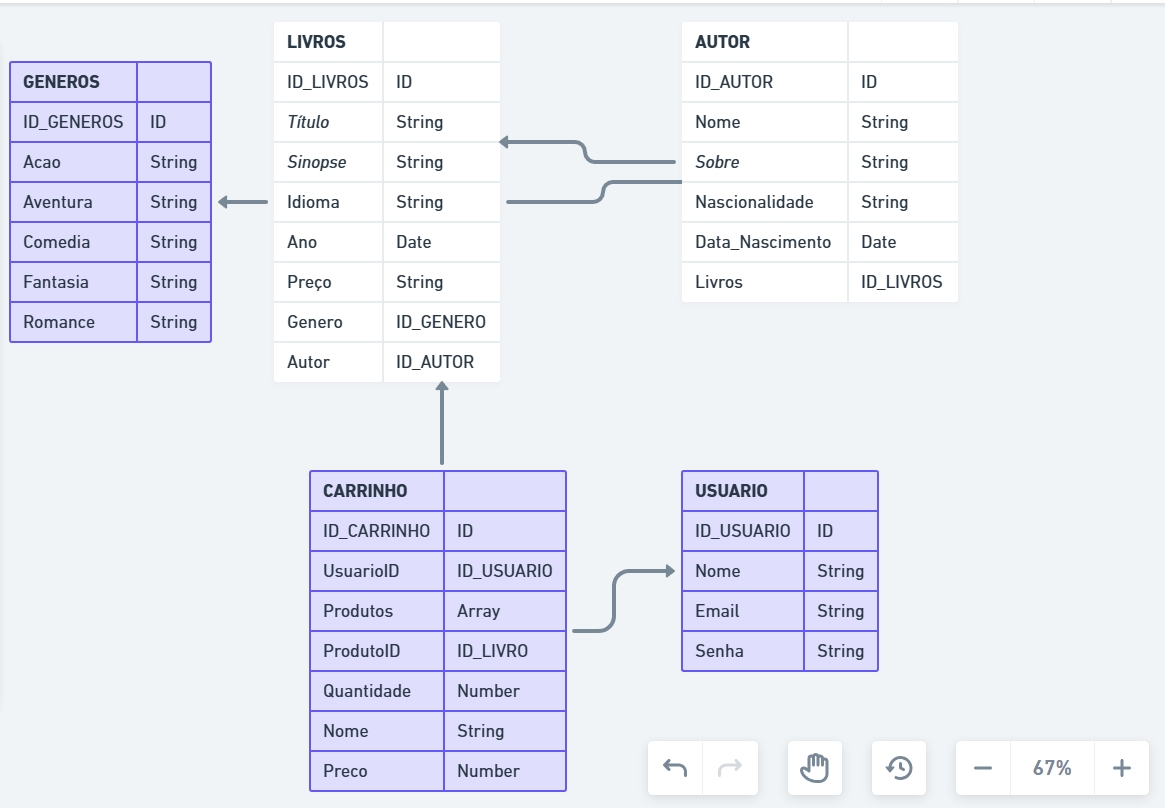 GENEROS
ID_GENEROS ID
Acao String
Aventura String
Comedia String
Fantasia String
Romance String
LIVROS
ID_LIVROS ID
Título String
Sinopse String
Idioma String
Ano Date
Preço String
Genero ID_GENERO
Autor ID_AUTOR
AUTOR
ID_AUTOR ID
Nome String
Sobre String
Nascionalidade String
Data_Nascimento Date
Livros ID_LIVROS
CARRINHO
ID_CARRINHO ID
UsuarioID ID_USUARIO
Produtos Array
ProdutoID ID_LIVRO
Quantidade Number
Nome String
Preco Number
USUARIO
ID_USUARIO ID
Nome String
Email String
Senha String
67%